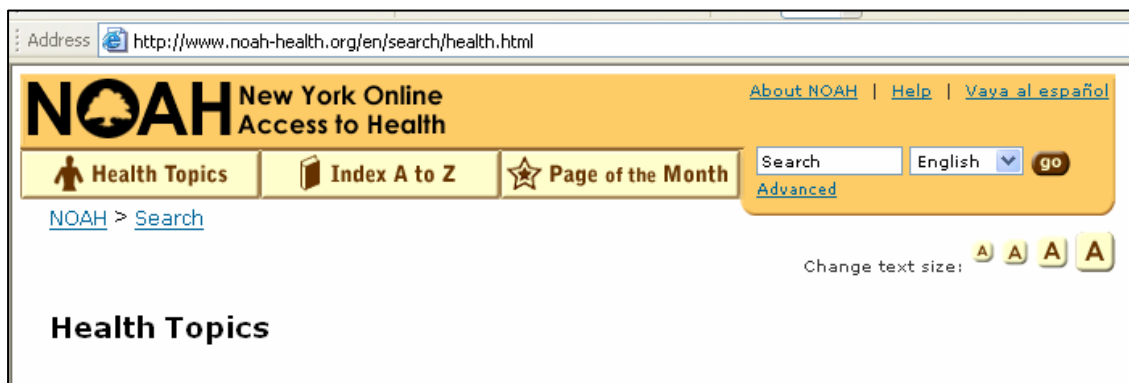 Address http://www.noah-health.org/en/search/health.html
NOAH New York Online
Access to Health
About NOAH | Help | Vaya al español
Health Topics Index A to Z Page of the Month
Search English go
Advanced
NOAH > Search
Change text size: A A A A
Health Topics